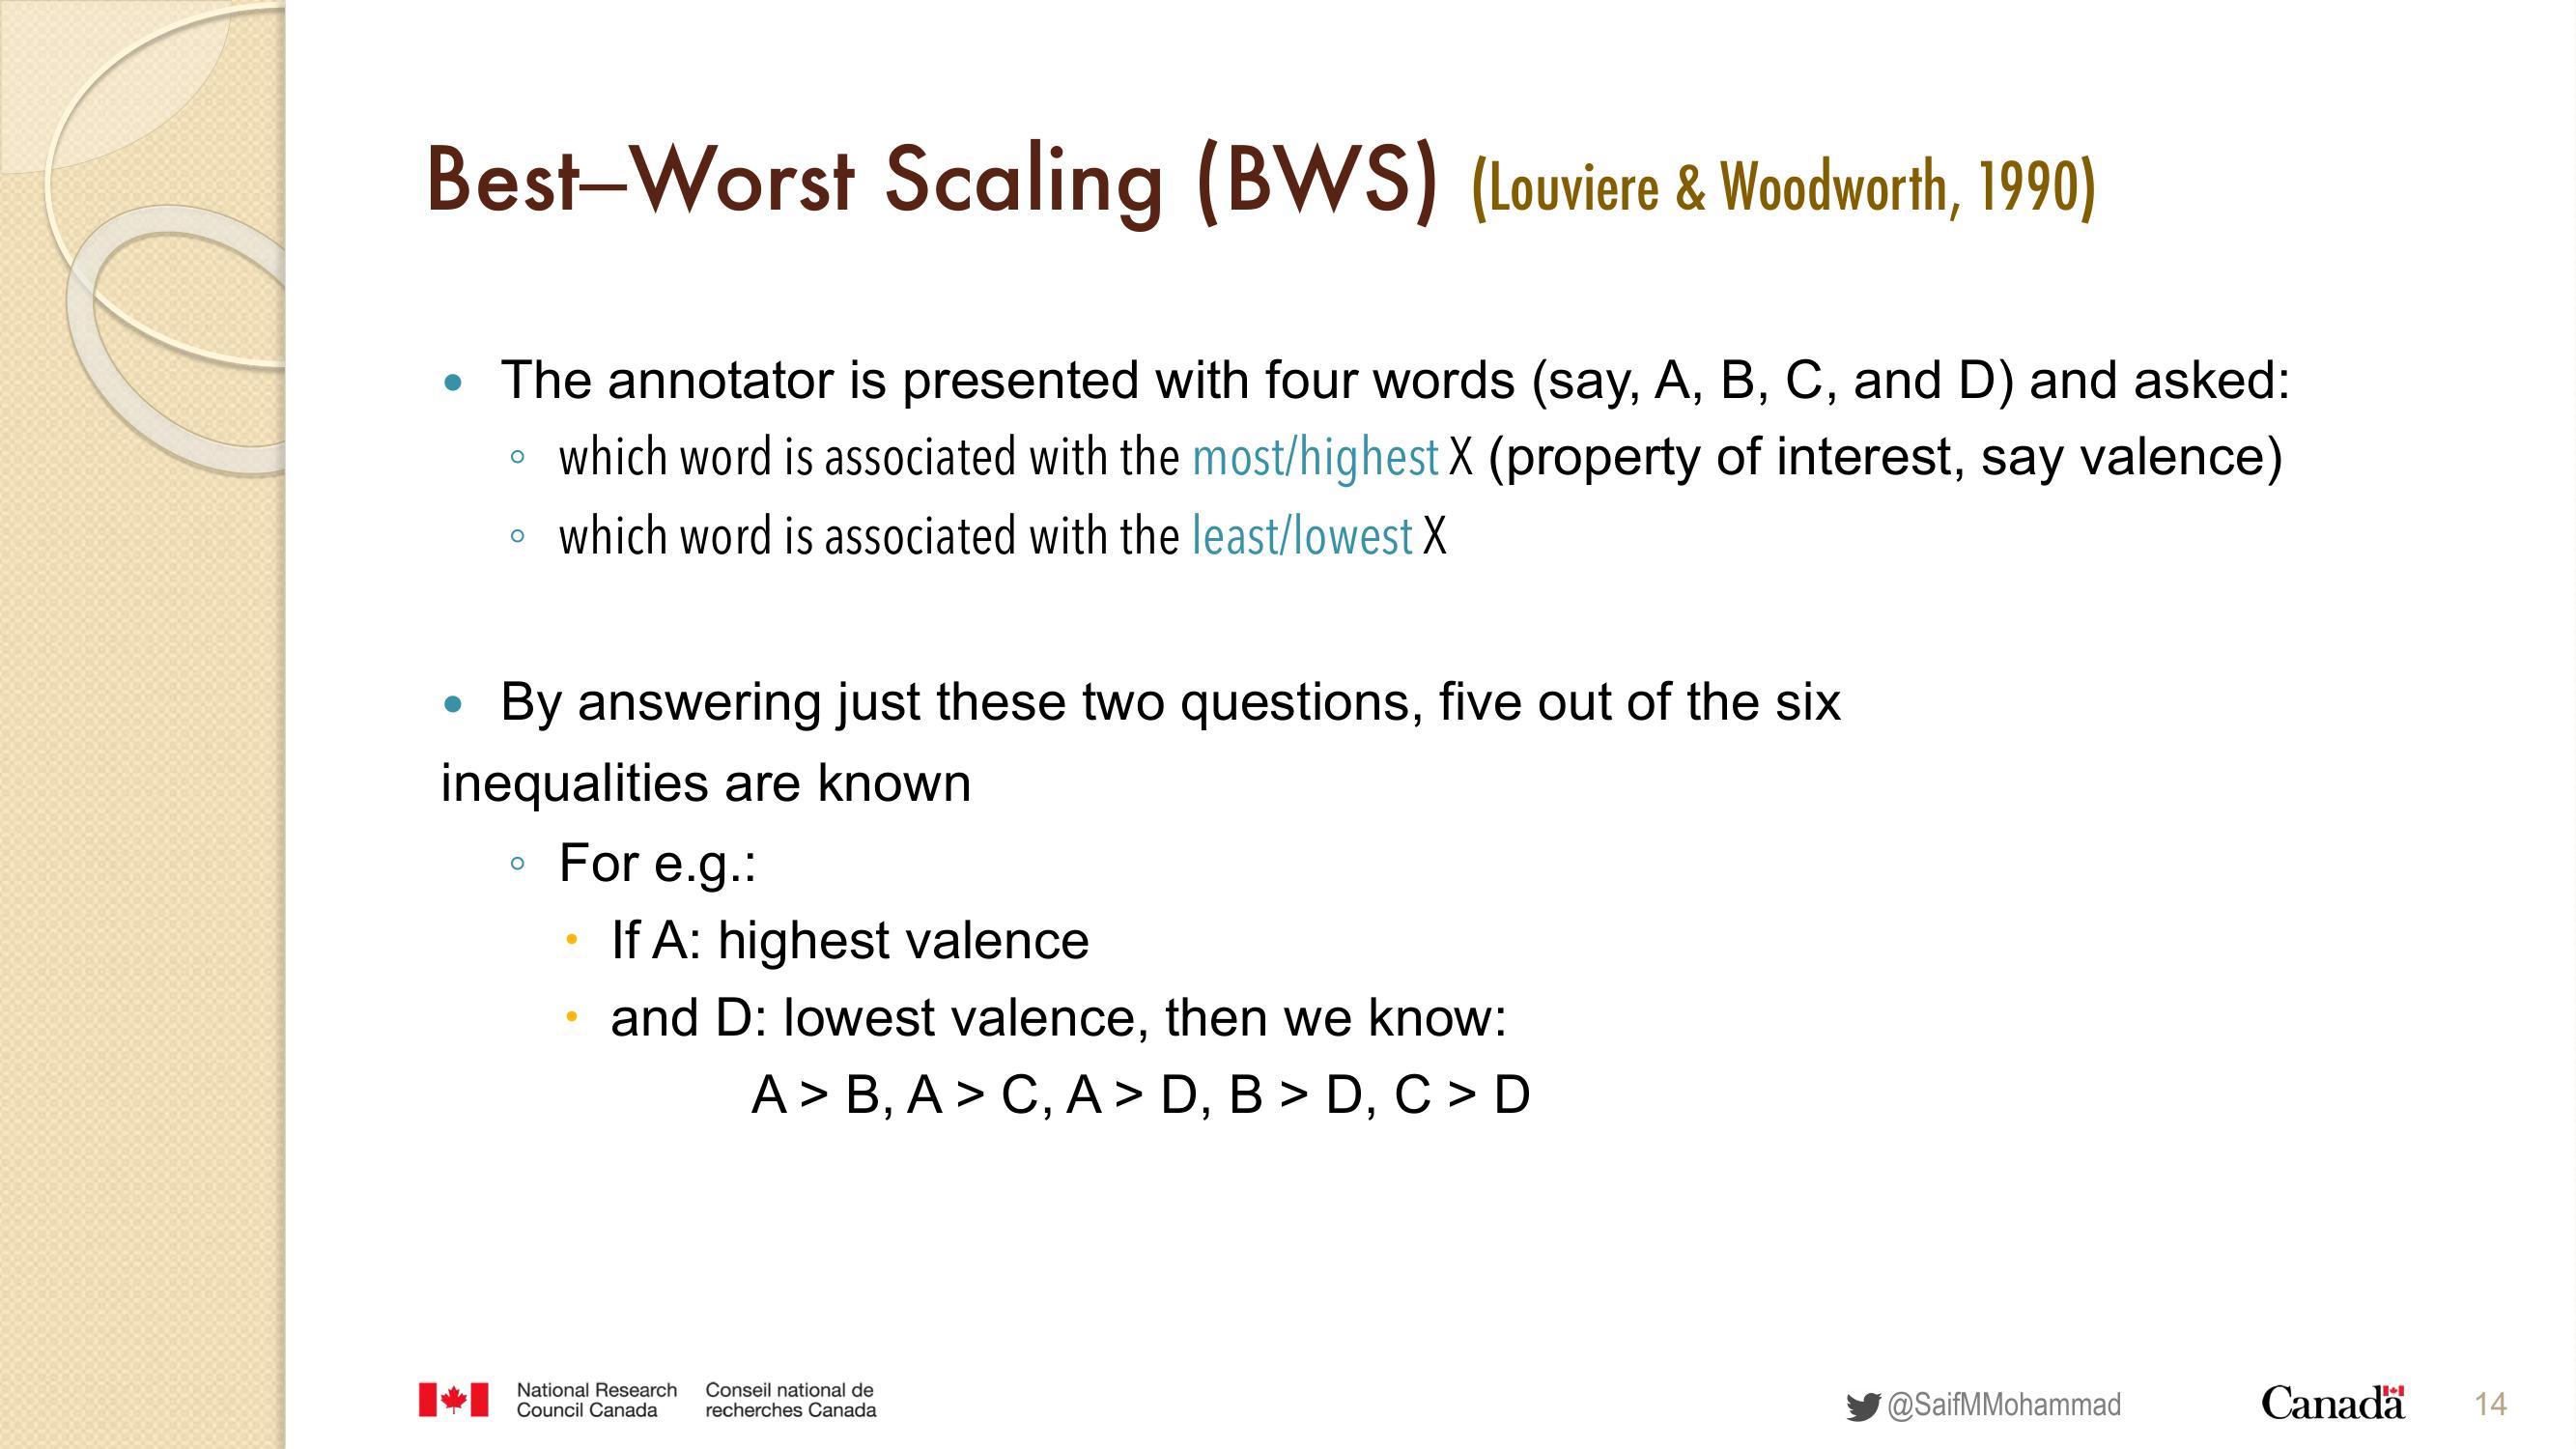 Best–Worst Scaling (BWS) (Louviere & Woodworth, 1990)
• The annotator is presented with four words (say, A, B, C, and D) and asked:
◦ which word is associated with the most/highest X (property of interest, say valence)
◦ which word is associated with the least/lowest X
• By answering just these two questions, five out of the six
inequalities are known
◦ For e.g.:
• If A: highest valence
• and D: lowest valence, then we know:
A > B, A > C, A > D, B > D, C > D
National Research Council Canada
Conseil national de recherches Canada
@SaifMMohammad
Canada
14